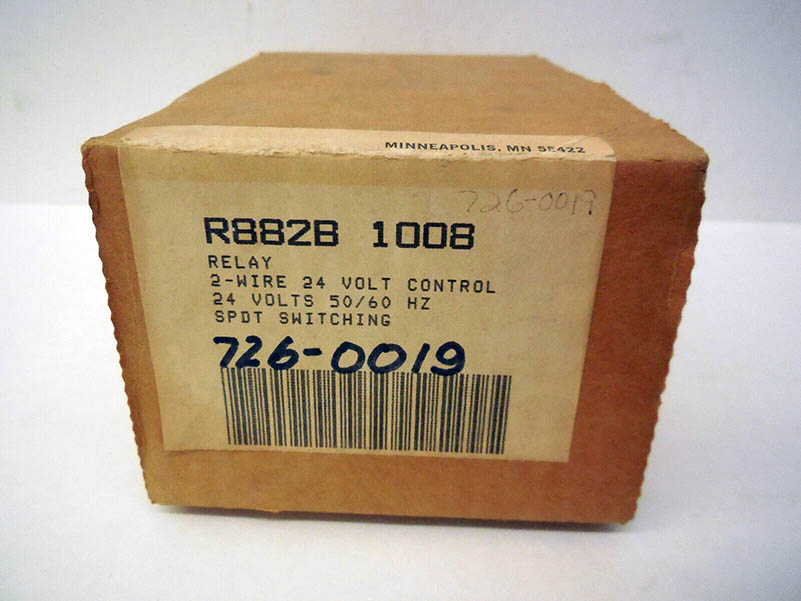 MINNEAPOLIS, MN 55422
726-0019
R882B 1008
RELAY
2-WIRE 24 VOLT CONTROL
24 VOLTS 50/60 HZ
SPDT SWITCHING
726-0019